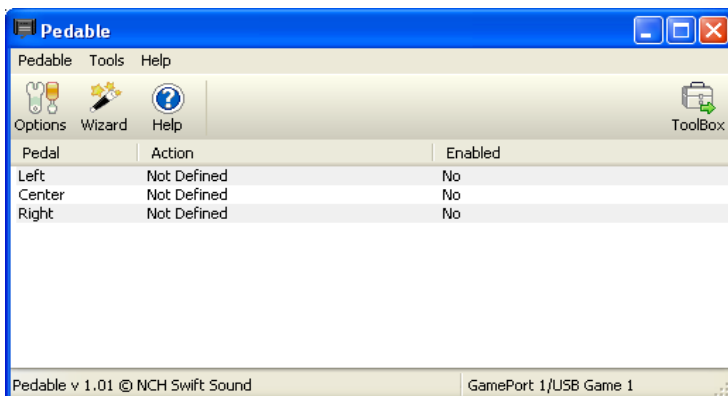 Pedable
Pedable Tools Help
Options Wizard Help ToolBox
Pedal Action Enabled
Left Not Defined No
Center Not Defined No
Right Not Defined No
Pedable v 1.01 © NCH Swift Sound GamePort 1/USB Game 1